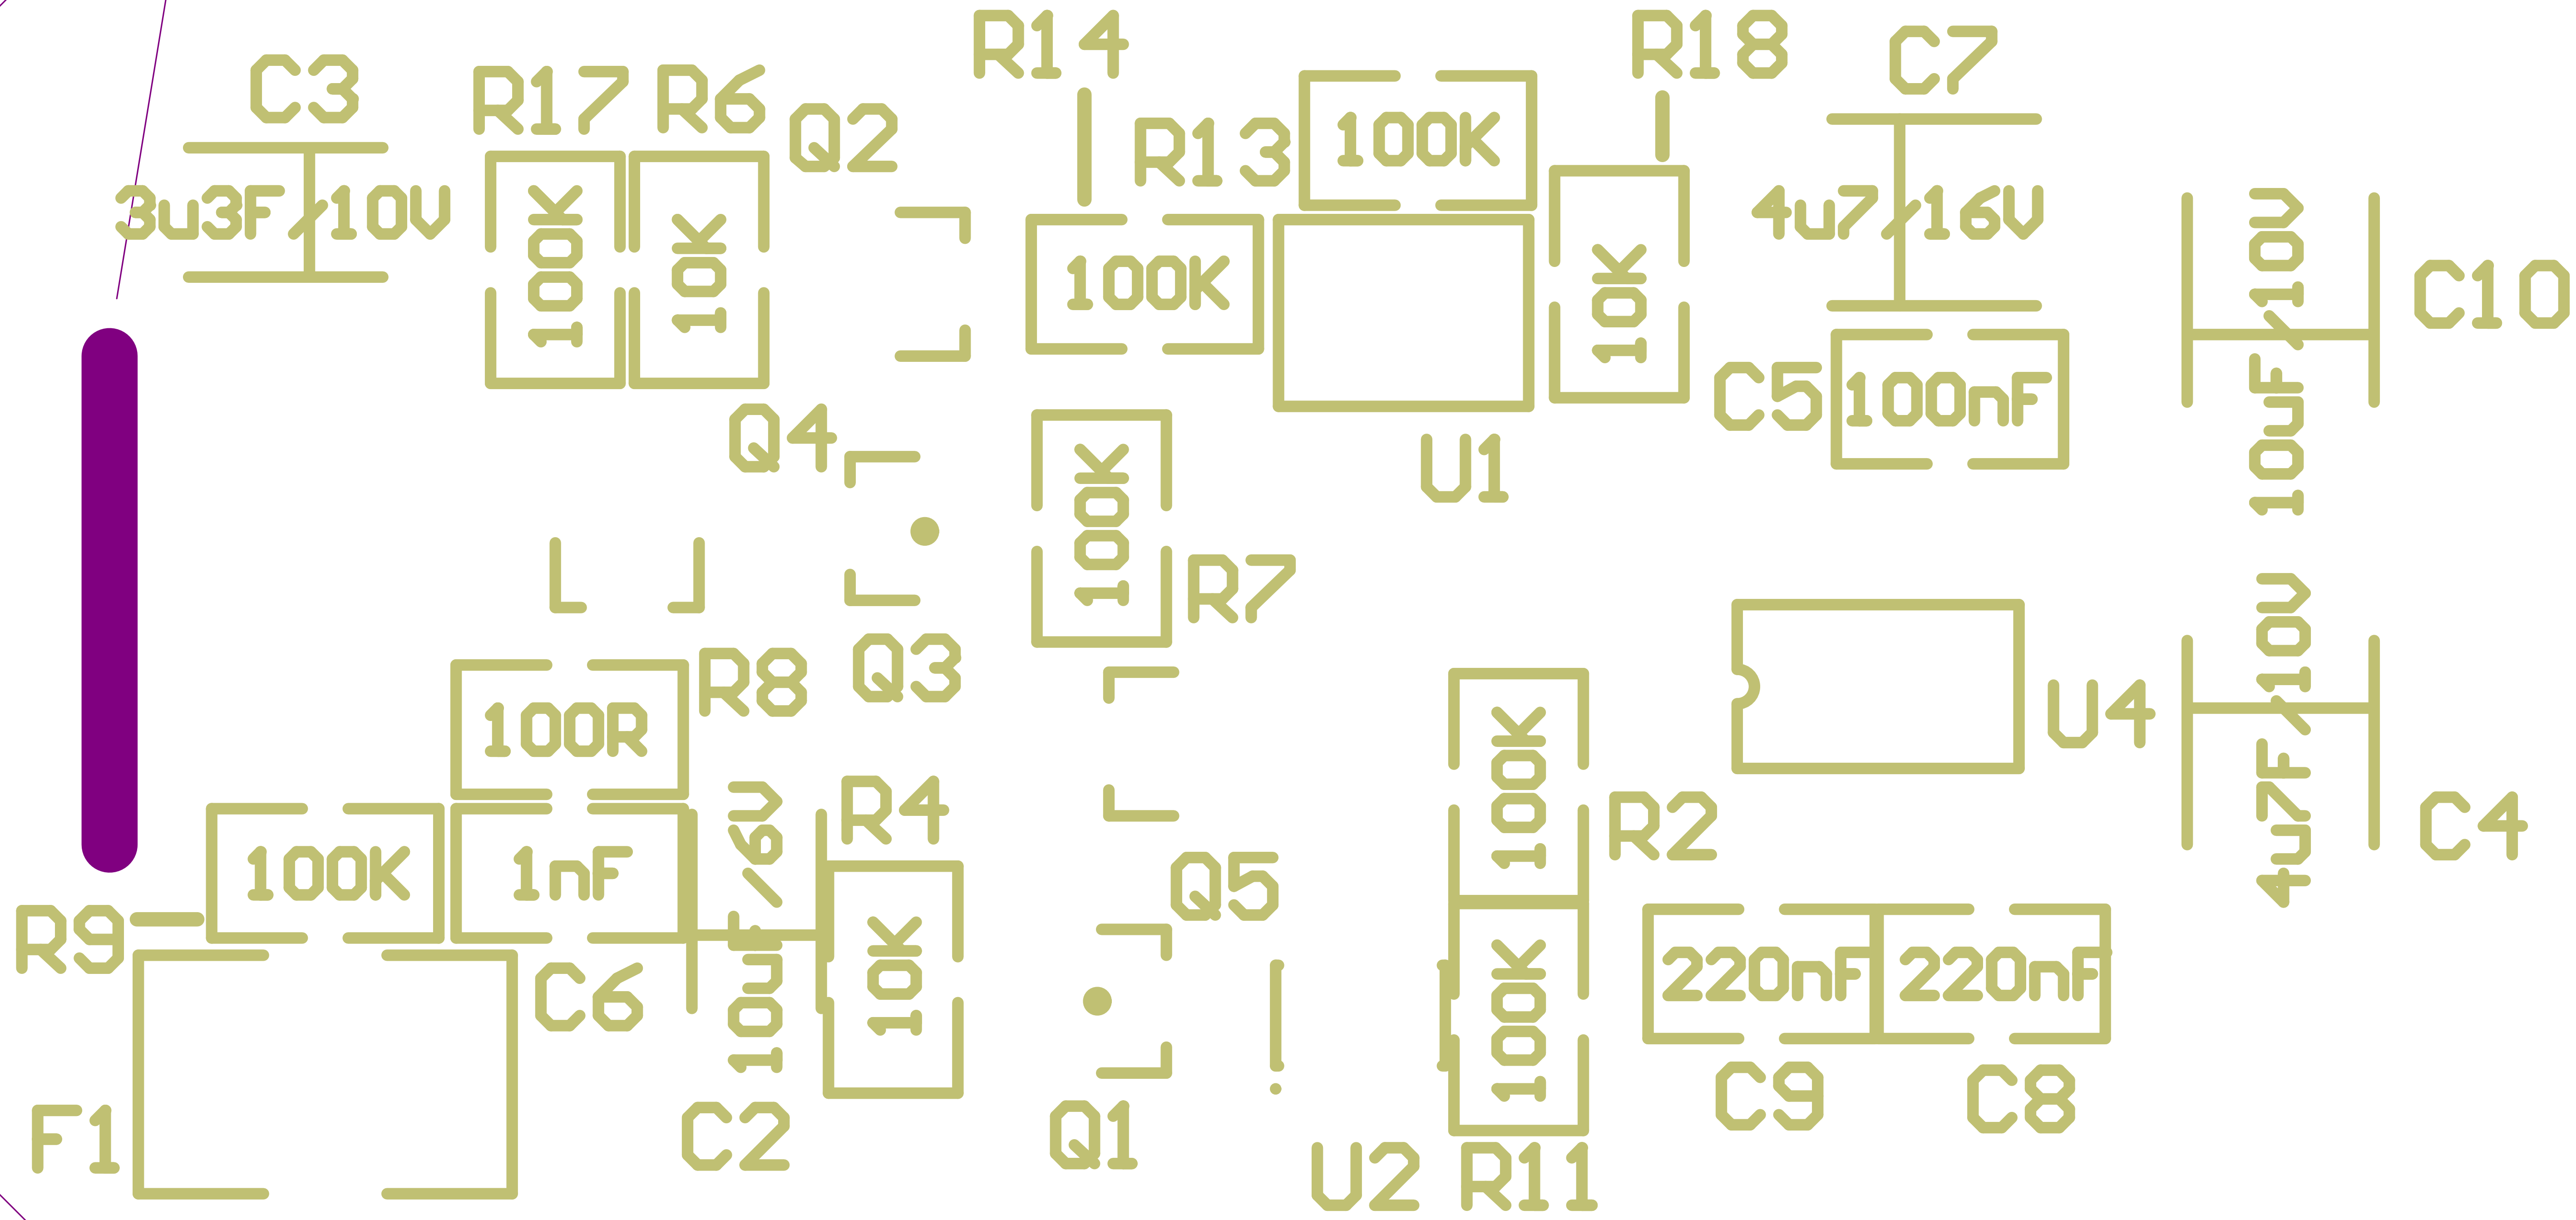 R14
R18
C7
C3
R17
R6
Q2
R13
100K
3u3F/10V
100K
10K
100K
10K
4u7/16V
10uF/10V
C10
Q4
C5
100nF
U1
100K
R7
Q3
R8
100R
U4
4u7F/10V
R4
100K
R2
C4
R9
100K
1nF
10uF/6V
10K
Q5
C6
100K
220nF
220nF
F1
C2
Q1
C9
C8
U2
R11